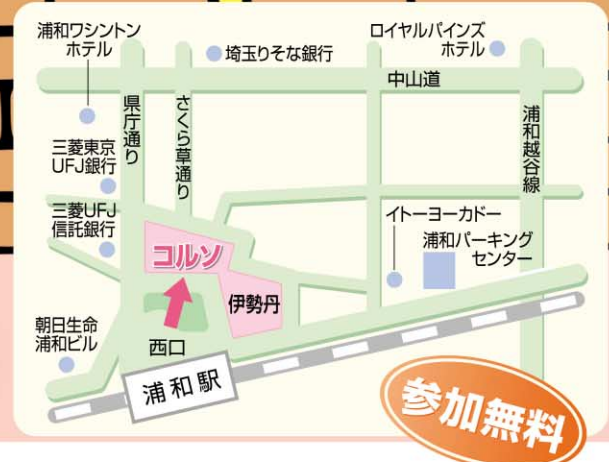 浦和ワシントン
ホテル
埼玉りそな銀行
ロイヤルパインズ
ホテル
中山道
県庁通り
さくら草通り
浦和越谷線
三菱東京
UFJ銀行
三菱UFJ
信託銀行
コルソ
伊勢丹
イトーヨーカドー
浦和パーキング
センター
朝日生命
浦和ビル
西口
浦和駅
参加無料